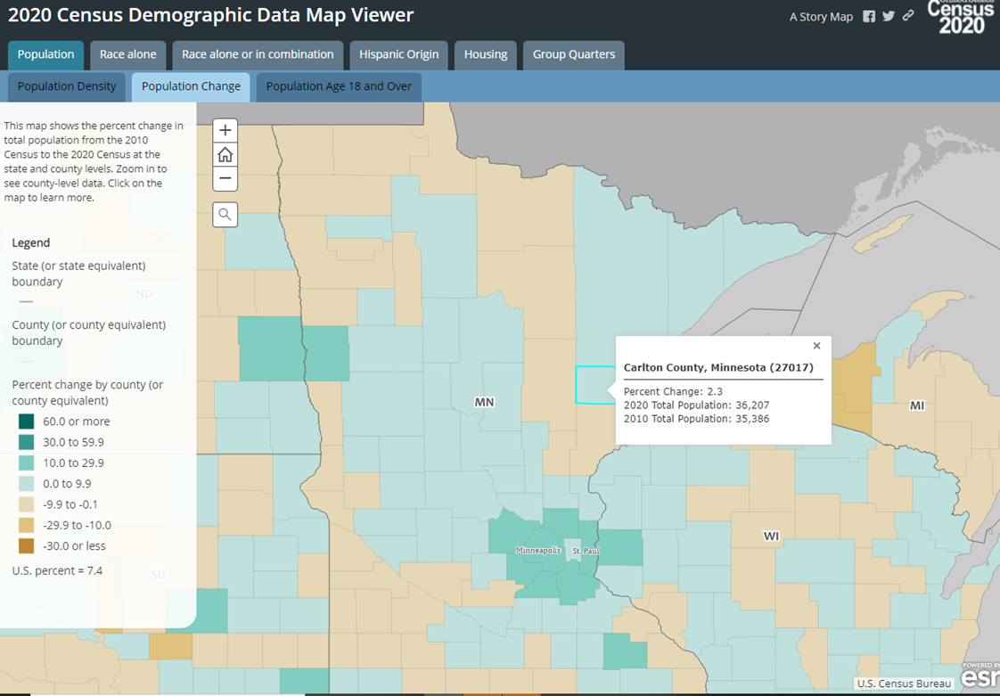 2020 Census Demographic Data Map Viewer
A Story Map
Census
2020
Population
Race alone
Race alone or in combination
Hispanic Origin
Housing
Group Quarters
Population Density
Population Change
Population Age 18 and Over
This map shows the percent change in
total population from the 2010
Census to the 2020 Census at the
state and county levels. Zoom in to
see county-level data. Click on the
map to learn more.
Legend
State (or state equivalent)
boundary
County (or county equivalent)
boundary
Percent change by county (or
county equivalent)
60.0 or more
30.0 to 59.9
10.0 to 29.9
0.0 to 9.9
-9.9 to -0.1
-29.9 to -10.0
-30.0 or less
U.S. percent = 7.4
ND
SD
MN
Minneapolis
St. Paul
Carlton County, Minnesota (27017)
Percent Change: 2.3
2020 Total Population: 36,207
2010 Total Population: 35,386
MI
WI
POWERED BY
esri
U.S. Census Bureau